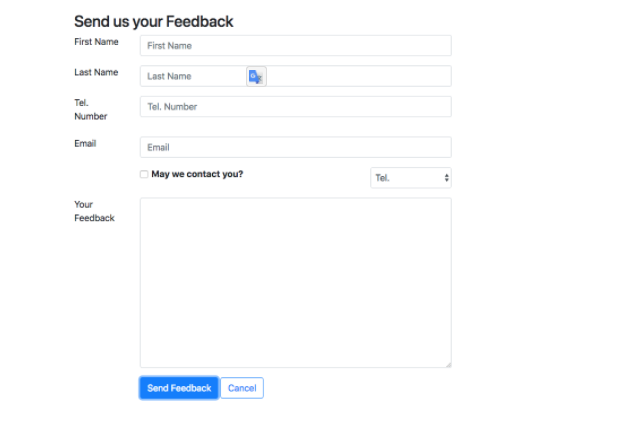 Send us your Feedback
First Name
First Name
Last Name
Last Name
Tel.
Number
Tel. Number
Email
Email
May we contact you?
Tel.
Your
Feedback
Send Feedback
Cancel